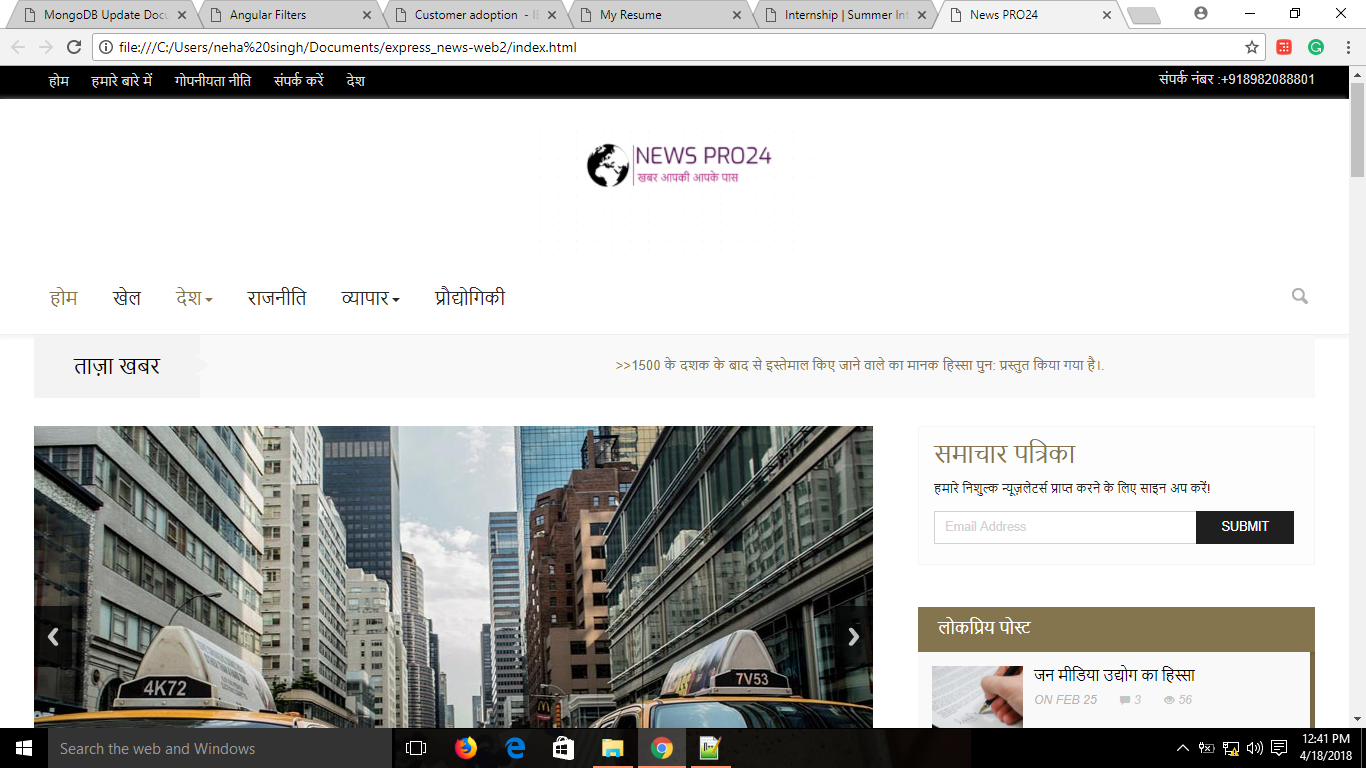 MongoDB Update Docu
Angular Filters
Customer adoption - I
My Resume
Internship | Summer Int
News PRO24
file:///C:/Users/neha%20singh/Documents/express_news-web2/index.html
होम हमारे बारे में गोपनीयता नीति संपर्क करें देश
संपर्क नंबर :+918982088801
NEWS PRO24
खबर आपकी आपके पास
होम खेल देश राजनीति व्यापार प्रौद्योगिकी
ताज़ा खबर
>>1500 के दशक के बाद से इस्तेमाल किए जाने वाले का मानक हिस्सा पुन: प्रस्तुत किया गया है।.
समाचार पत्रिका
हमारे निशुल्क न्यूज़लेटर्स प्राप्त करने के लिए साइन अप करें!
Email Address SUBMIT
4K72
7V53
लोकप्रिय पोस्ट
जन मीडिया उद्योग का हिस्सा
ON FEB 25 3 56
Search the web and Windows
12:41 PM
4/18/2018